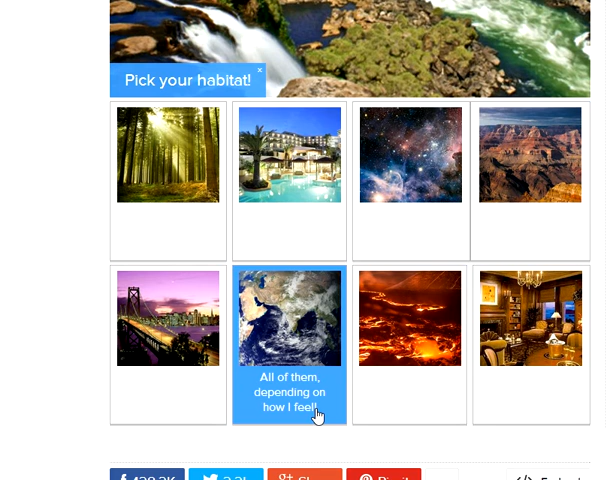 Pick your habitat!
×
All of them,
depending on
how I feel!